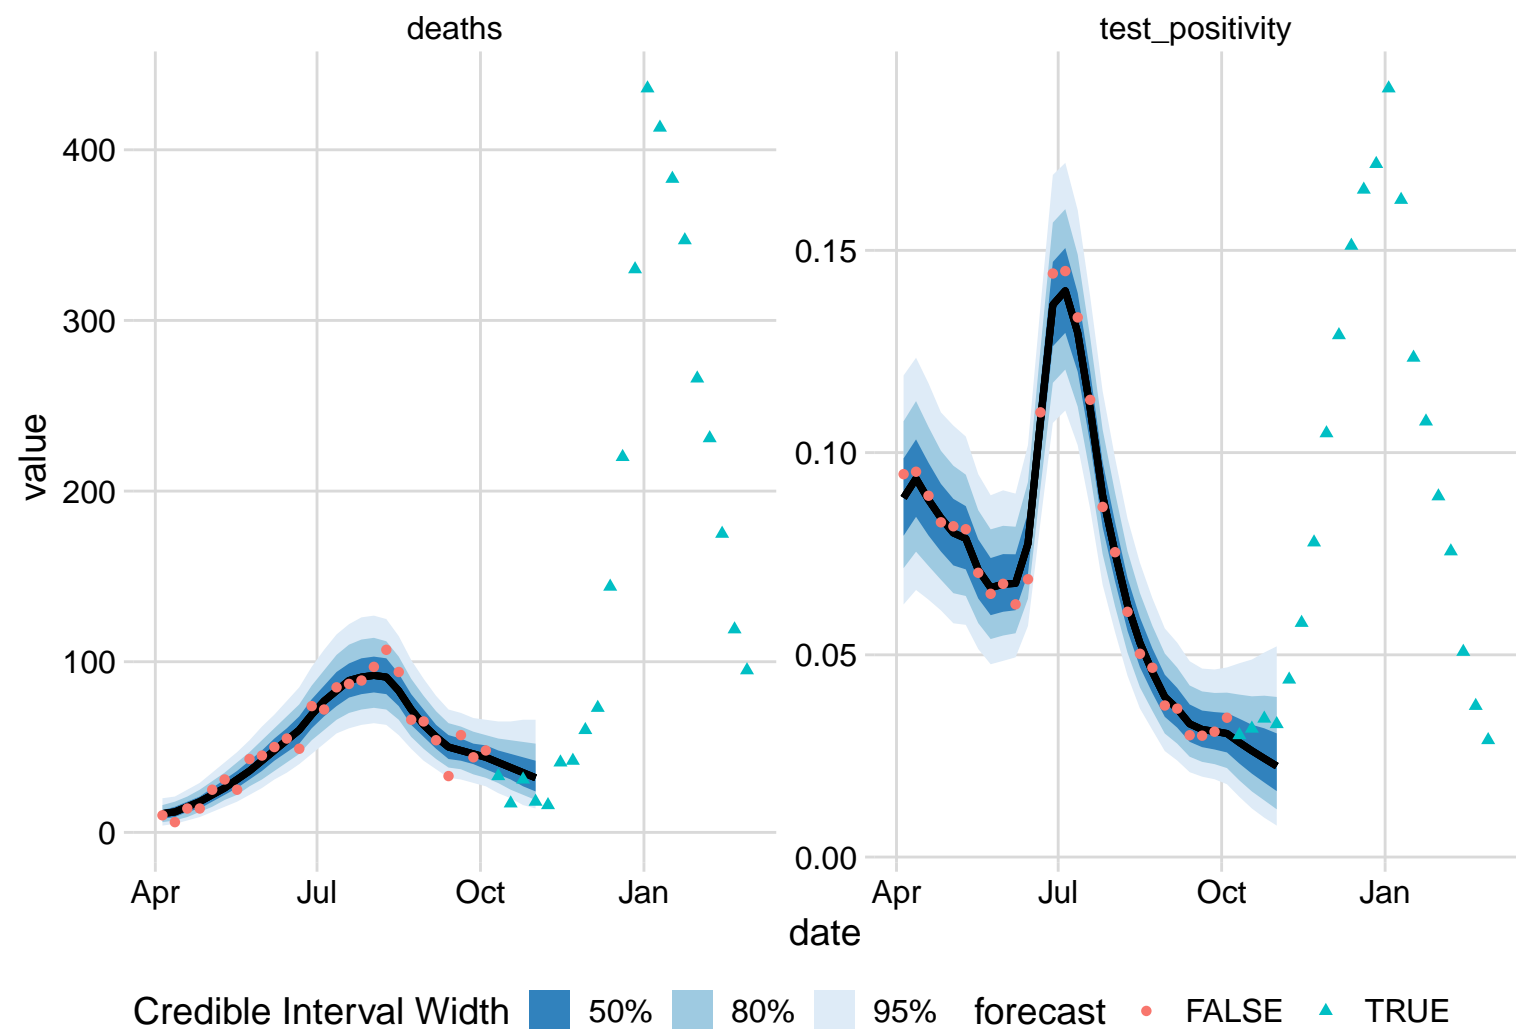 deaths
test_positivity
value
400
300
200
100
0
0.15
0.10
0.05
0.00
Apr
Jul
Oct
Jan
Apr
Jul
Oct
Jan
date
Credible Interval Width 50% 80% 95% forecast FALSE TRUE